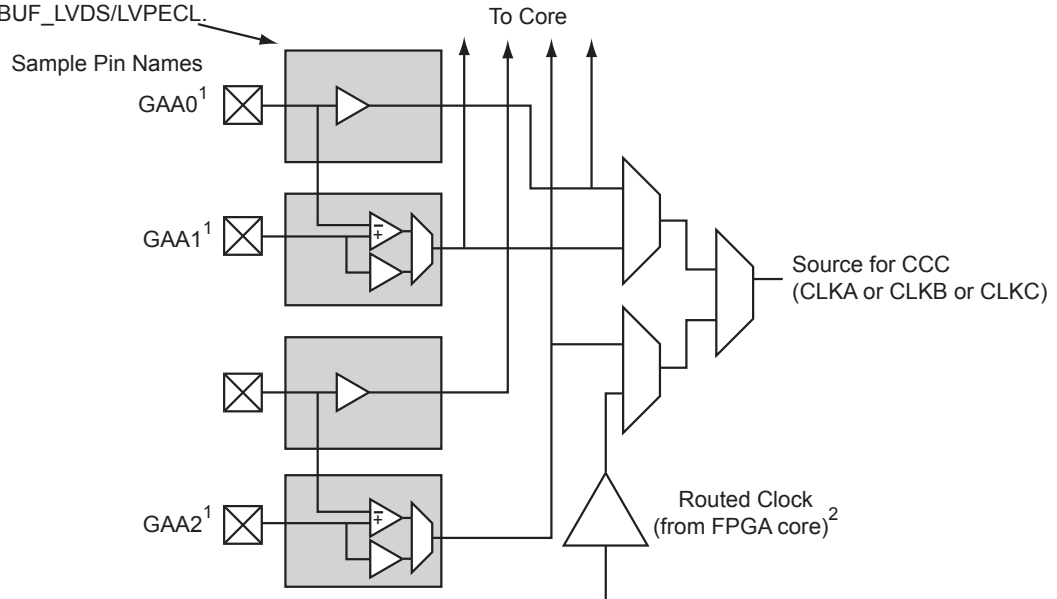 BUF_LVDS/LVPECL.
To Core
Sample Pin Names
GAA0¹
GAA1¹
Source for CCC
(CLKA or CLKB or CLKC)
GAA2¹
Routed Clock
(from FPGA core)²